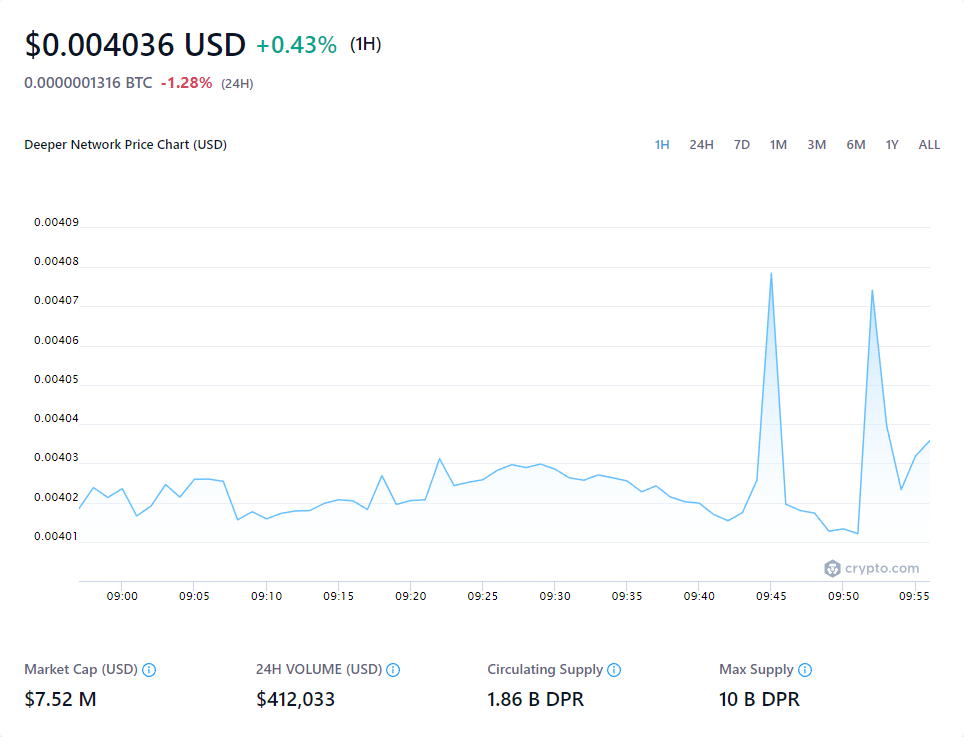 $0.004036 USD +0.43% (1H)
0.0000001316 BTC -1.28% (24H)
Deeper Network Price Chart (USD)
1H 24H 7D 1M 3M 6M 1Y ALL
0.00409
0.00408
0.00407
0.00406
0.00405
0.00404
0.00403
0.00402
0.00401
crypto.com
09:00 09:05 09:10 09:15 09:20 09:25 09:30 09:35 09:40 09:45 09:50 09:55
Market Cap (USD) 24H VOLUME (USD) Circulating Supply Max Supply
$7.52 M $412,033 1.86 B DPR 10 B DPR